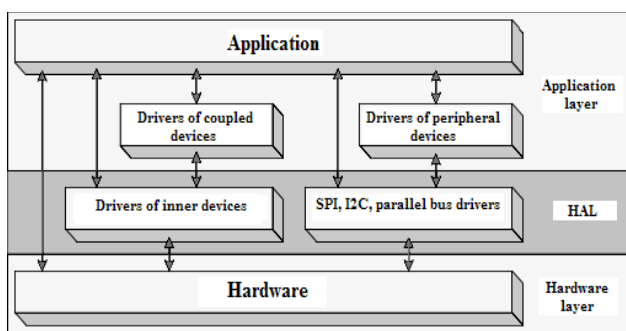 Application
Application
layer
Drivers of coupled
devices
Drivers of peripheral
devices
Drivers of inner devices
SPI, I2C, parallel bus drivers
HAL
Hardware
Hardware
layer